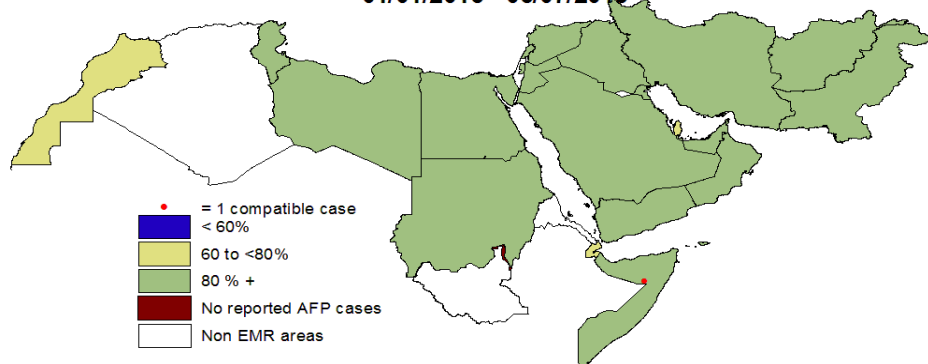 = 1 compatible case
< 60%
60 to <80%
80 % +
No reported AFP cases
Non EMR areas